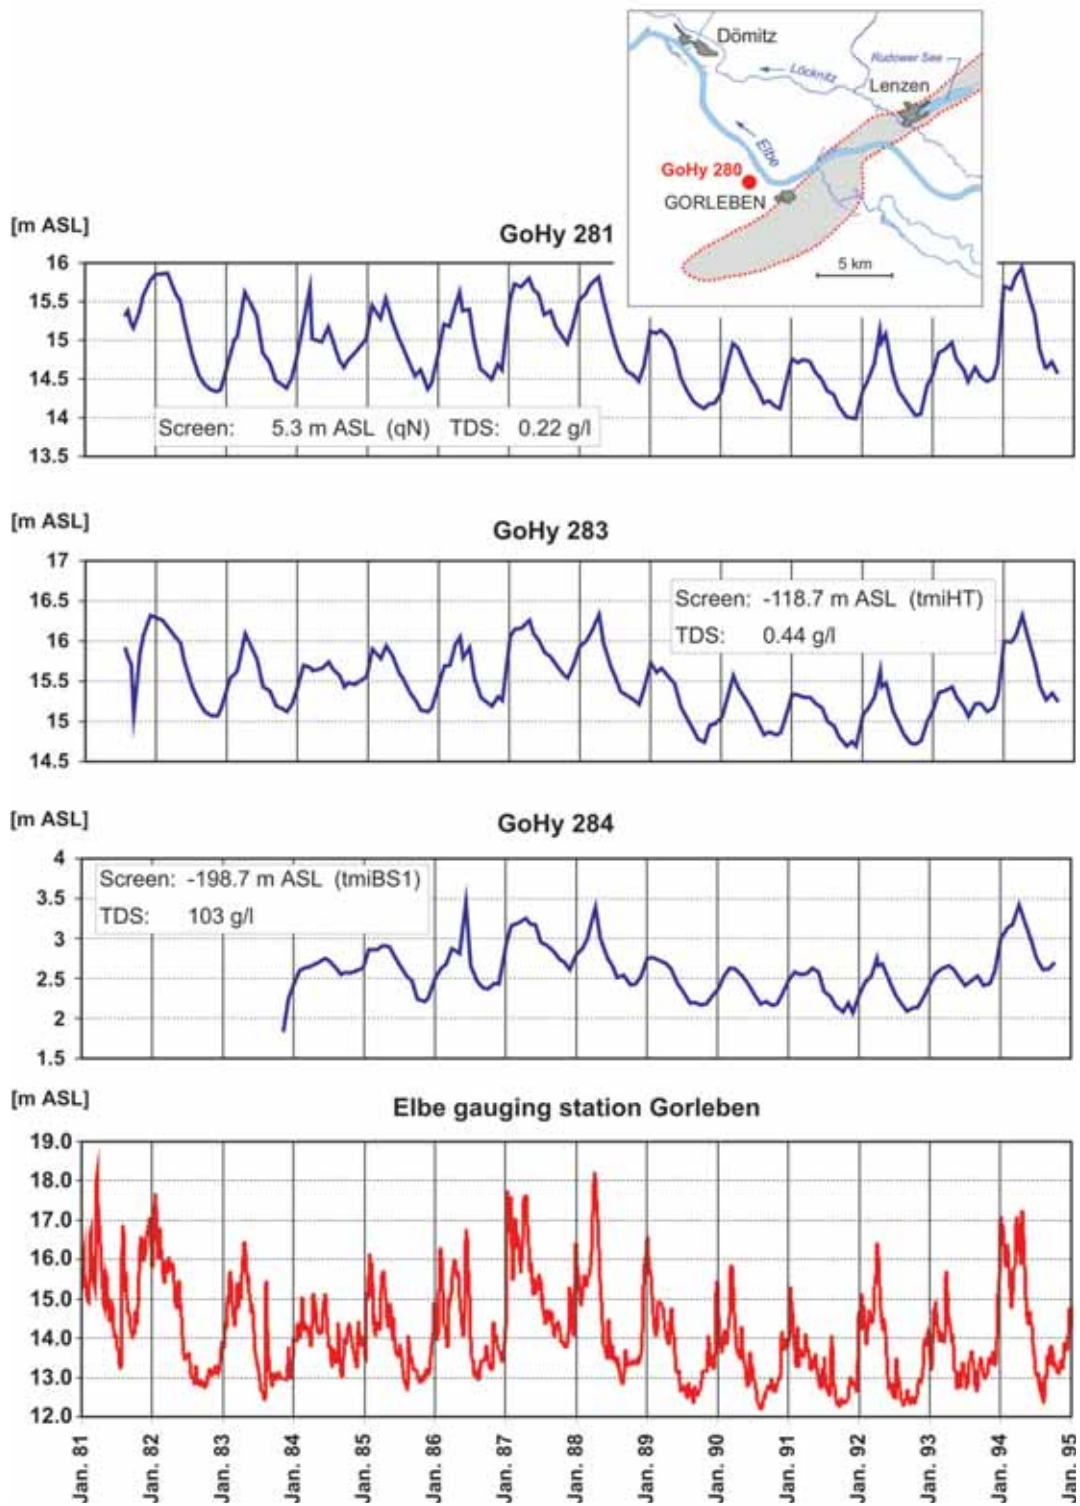 Dömitz
Rudower See
Löcknitz
Lenzen
Elbe
GoHy 280
GORLEBEN
5 km
[m ASL]
GoHy 281
16
15.5
15
14.5
14
13.5
Screen: 5.3 m ASL (qN) TDS: 0.22 g/l
[m ASL]
GoHy 283
17
16.5
16
15.5
15
14.5
Screen: -118.7 m ASL (tmiHT)
TDS: 0.44 g/l
[m ASL]
GoHy 284
4
3.5
3
2.5
2
1.5
Screen: -198.7 m ASL (tmiBS1)
TDS: 103 g/l
[m ASL]
Elbe gauging station Gorleben
19.0
18.0
17.0
16.0
15.0
14.0
13.0
12.0
Jan. 81
Jan. 82
Jan. 83
Jan. 84
Jan. 85
Jan. 86
Jan. 87
Jan. 88
Jan. 89
Jan. 90
Jan. 91
Jan. 92
Jan. 93
Jan. 94
Jan. 95